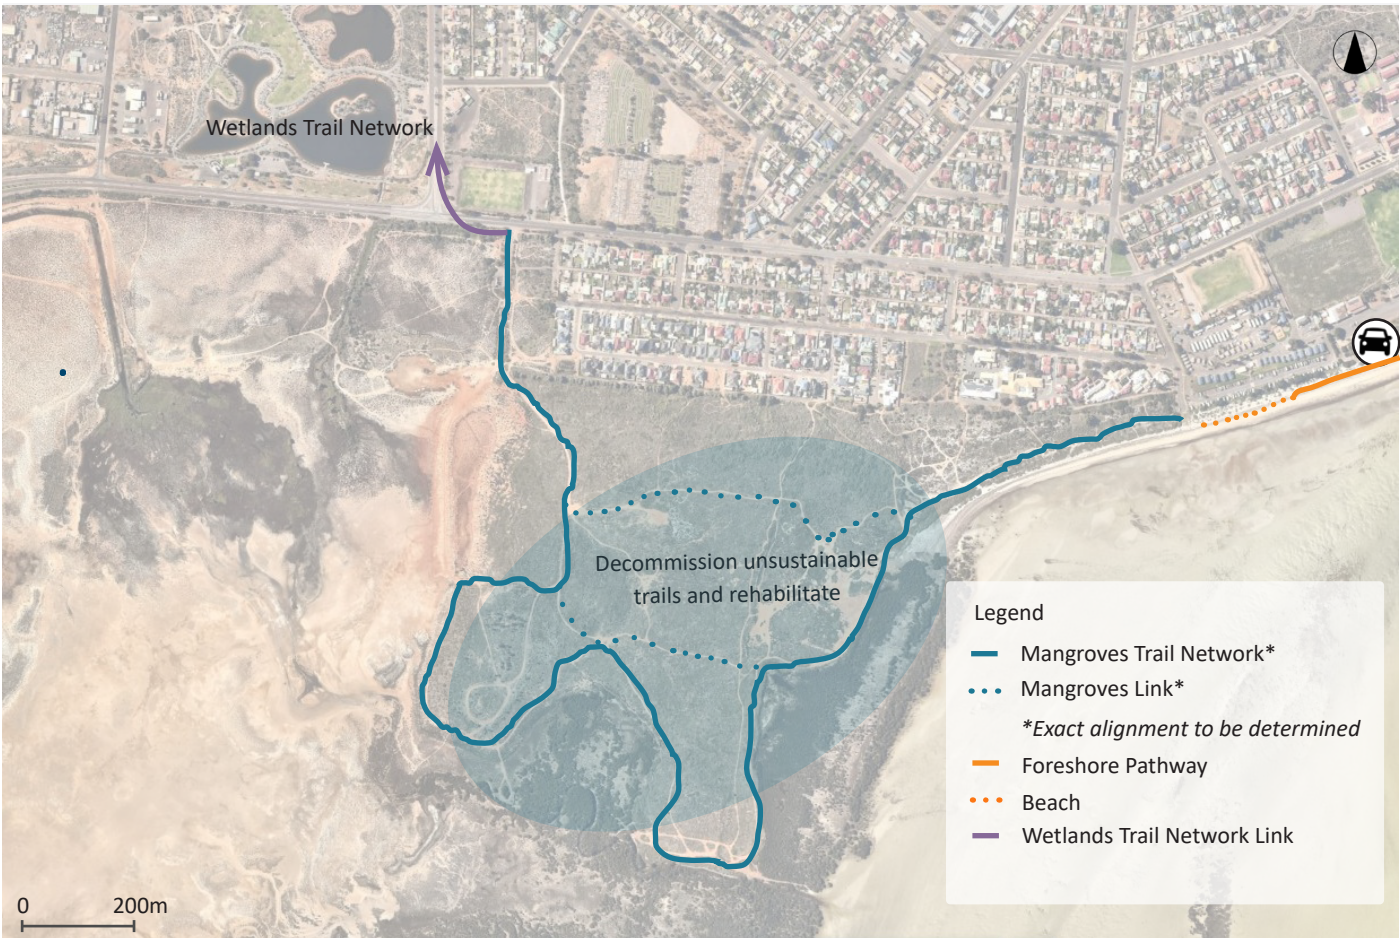 Wetlands Trail Network
Decommission unsustainable
trails and rehabilitate
Legend
Mangroves Trail Network*
Mangroves Link*
*Exact alignment to be determined
Foreshore Pathway
Beach
Wetlands Trail Network Link
0 200m